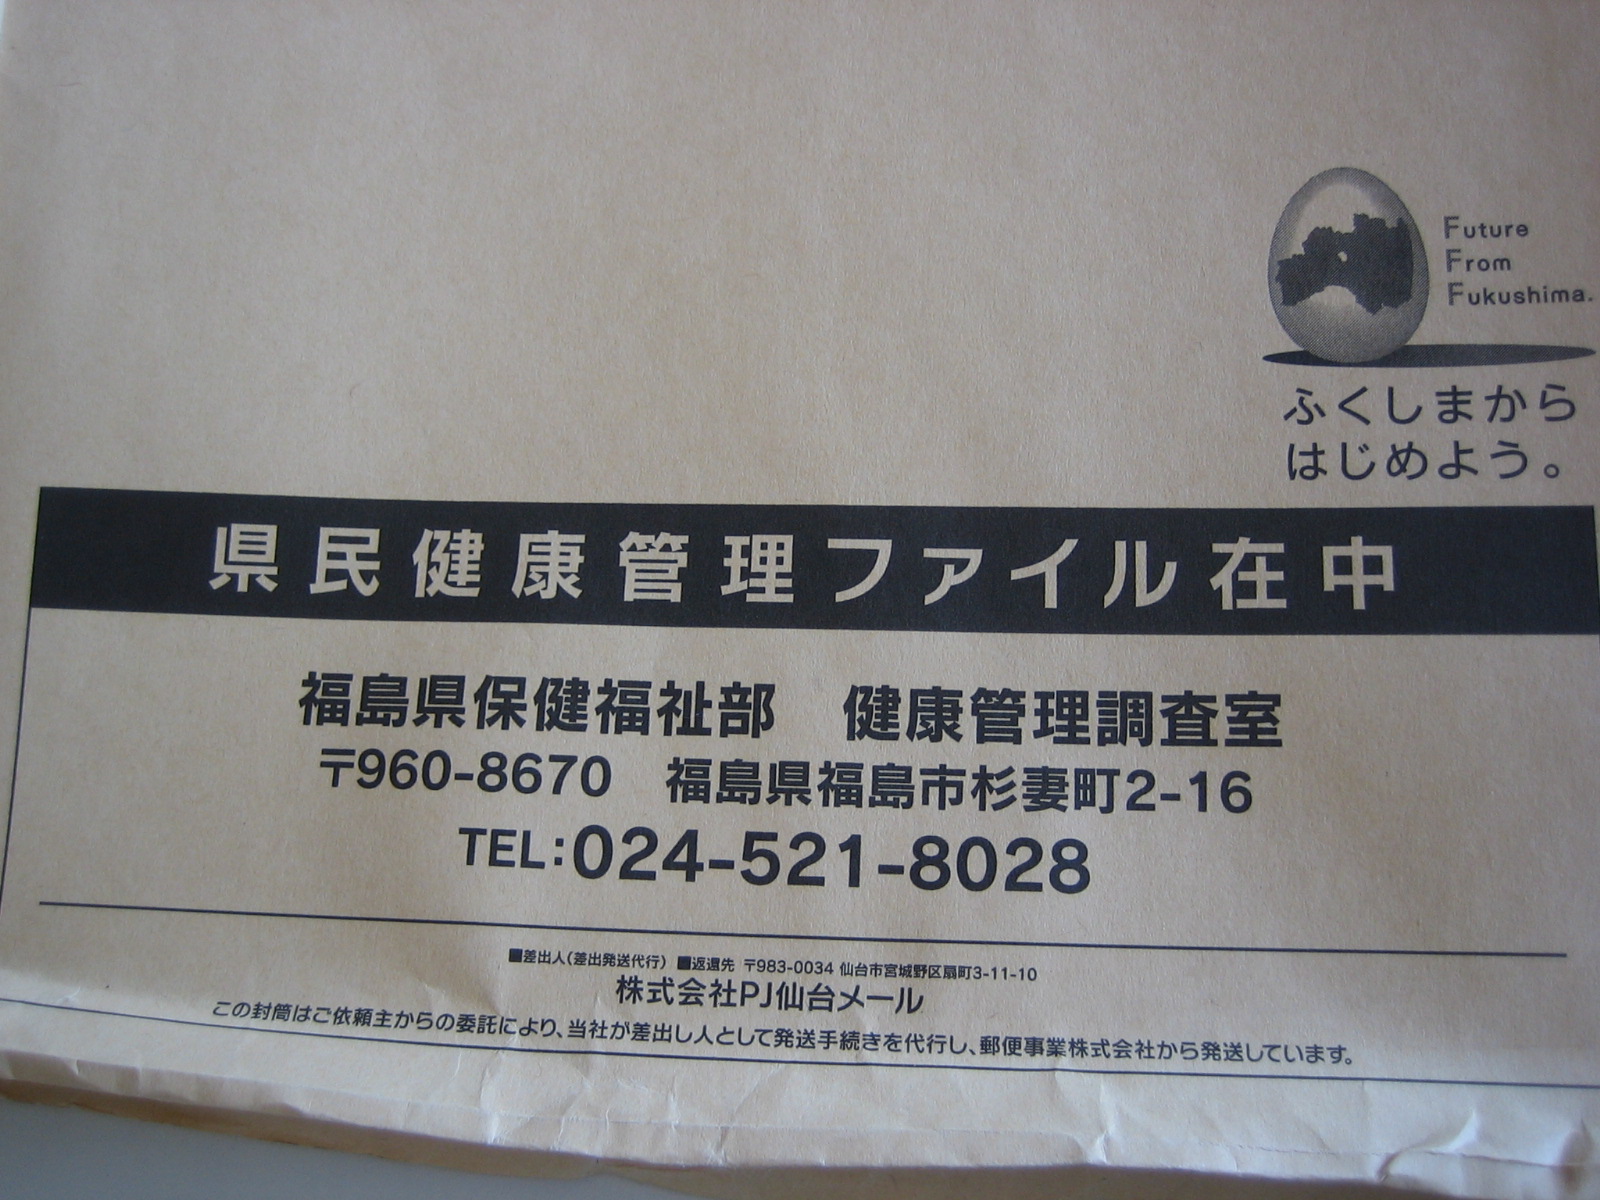 Future
From
Fukushima.
ふくしまから
はじめよう。
県民健康管理ファイル在中
福島県保健福祉部　健康管理調査室
〒960-8670　福島県福島市杉妻町2-16
TEL:024-521-8028
■差出人(差出発送代行) ■返還先 〒983-0034 仙台市宮城野区扇町3-11-10
株式会社PJ仙台メール
この封筒はご依頼主からの委託により、当社が差出し人として発送手続きを代行し、郵便事業株式会社から発送しています。